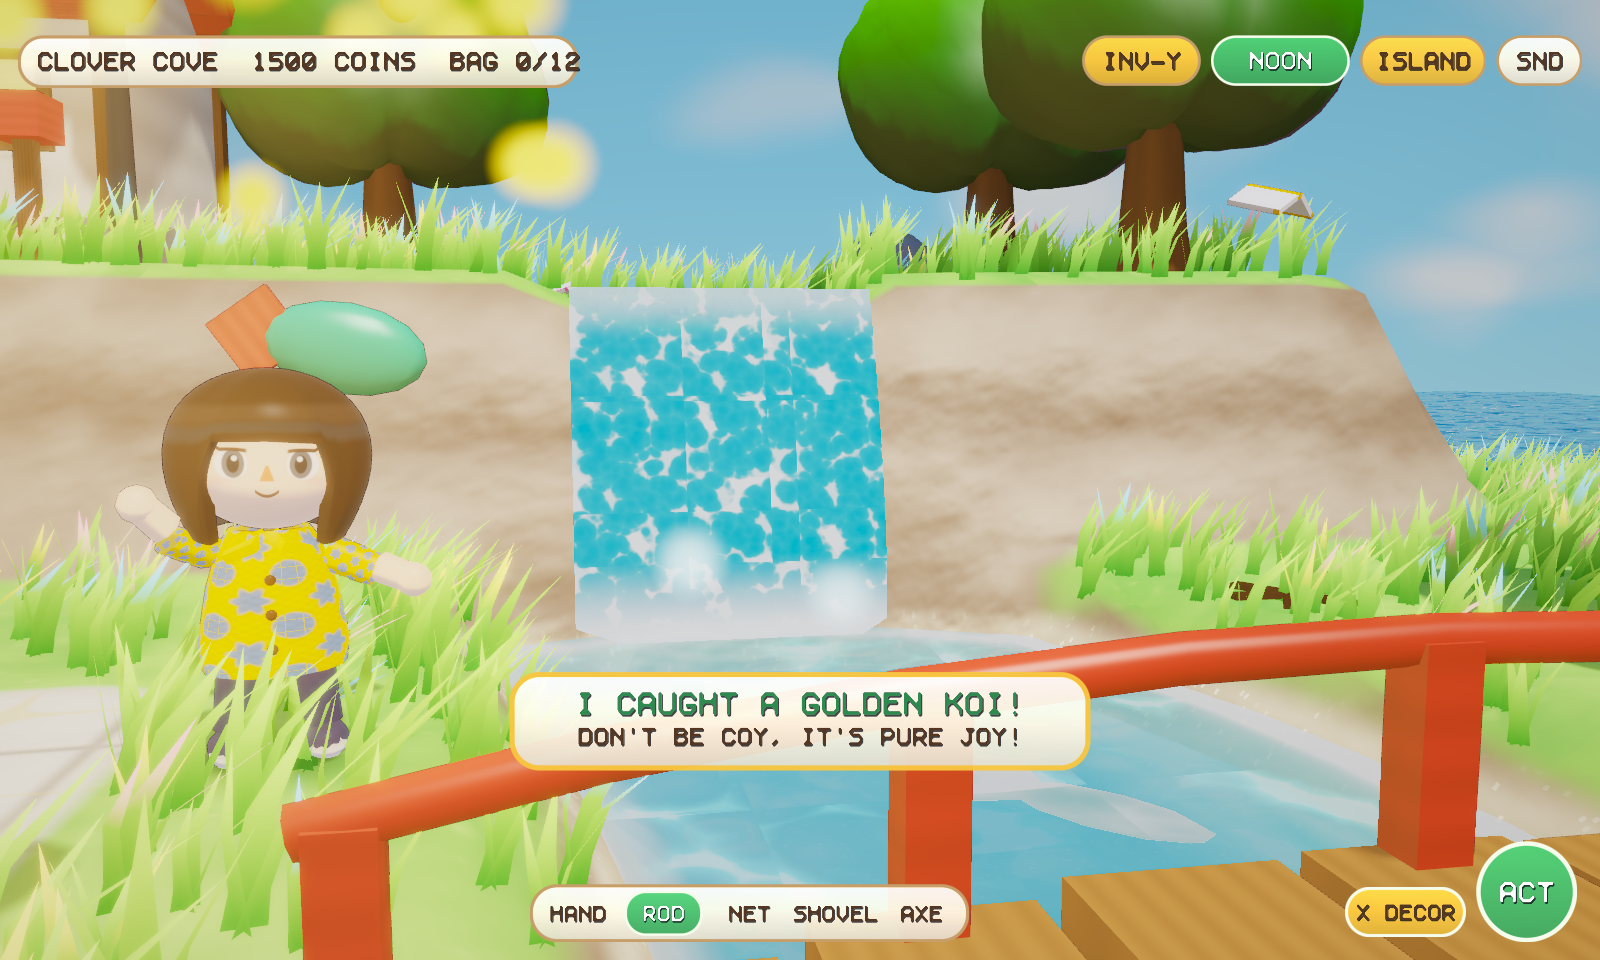 CLOVER COVE 1500 COINS BAG 0/12
INV-Y
NOON
ISLAND
SND
I CAUGHT A GOLDEN KOI!
DON'T BE COY, IT'S PURE JOY!
HAND ROD NET SHOVEL AXE
X DECOR
ACT